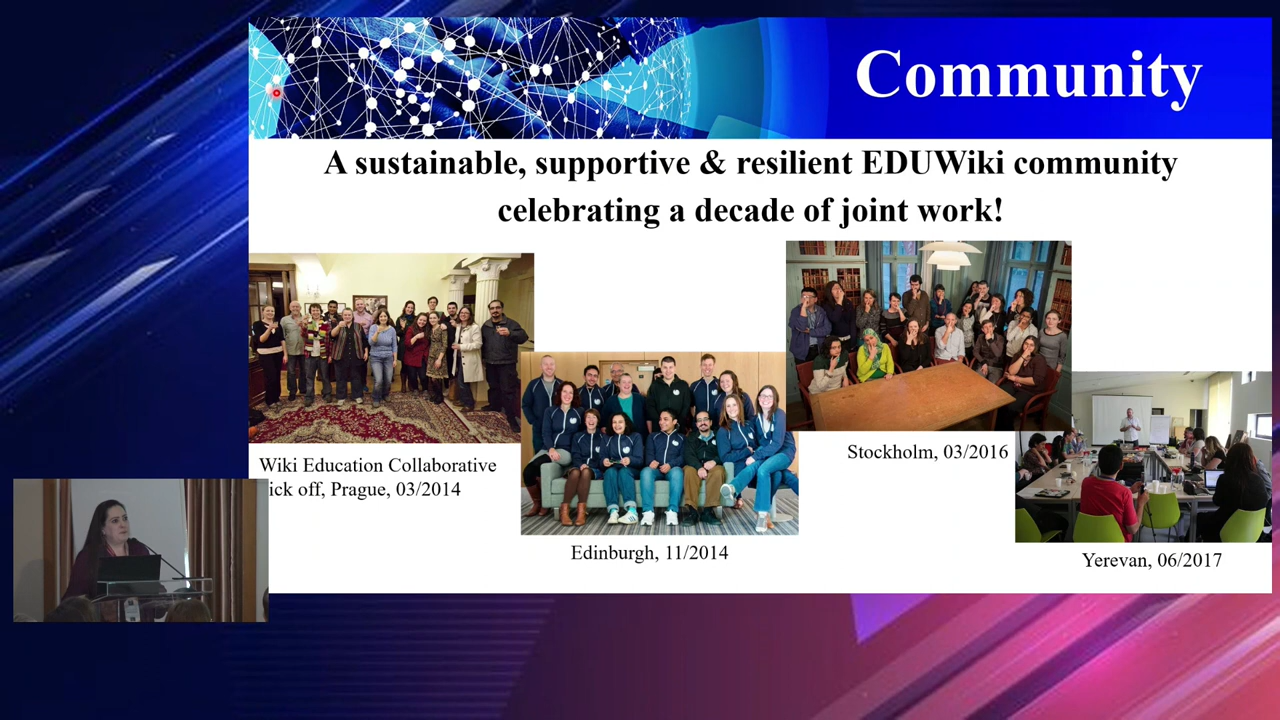 Community
A sustainable, supportive & resilient EDUWiki community
celebrating a decade of joint work!
Wiki Education Collaborative
ick off, Prague, 03/2014
Edinburgh, 11/2014
Stockholm, 03/2016
Yerevan, 06/2017